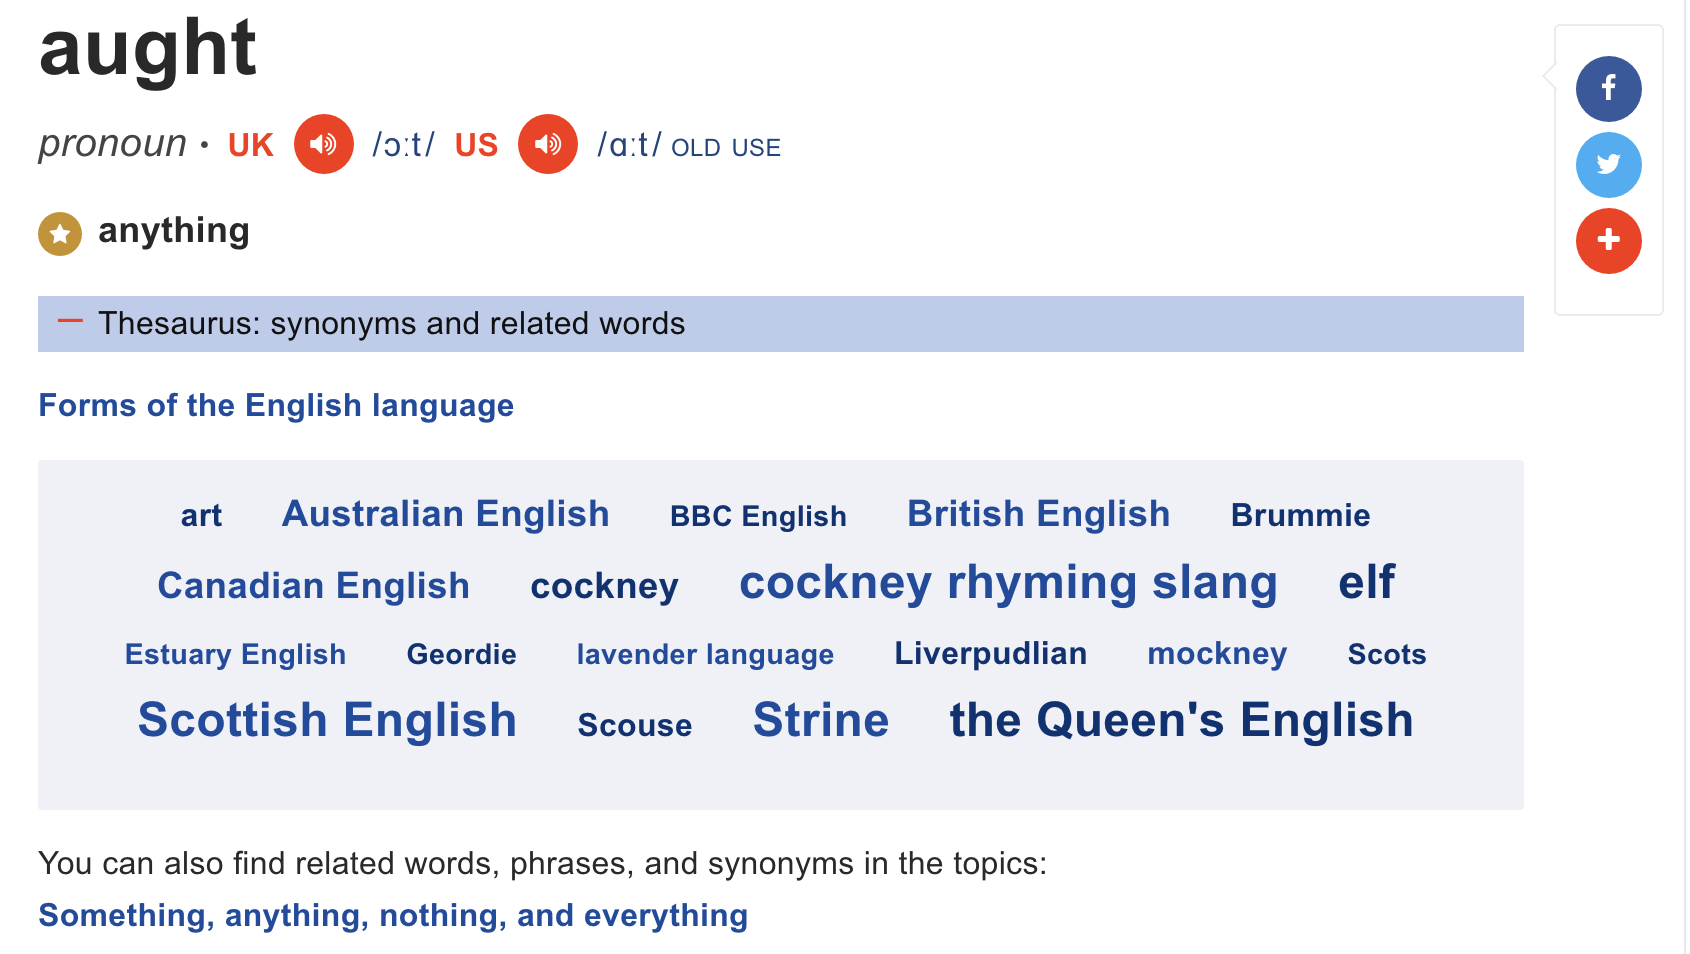 aught
pronoun • UK /ɔːt/ US /ɑːt/ OLD USE
anything
Thesaurus: synonyms and related words
Forms of the English language
art Australian English BBC English British English Brummie
Canadian English cockney cockney rhyming slang elf
Estuary English Geordie lavender language Liverpudlian mockney Scots
Scottish English Scouse Strine the Queen's English
You can also find related words, phrases, and synonyms in the topics:
Something, anything, nothing, and everything